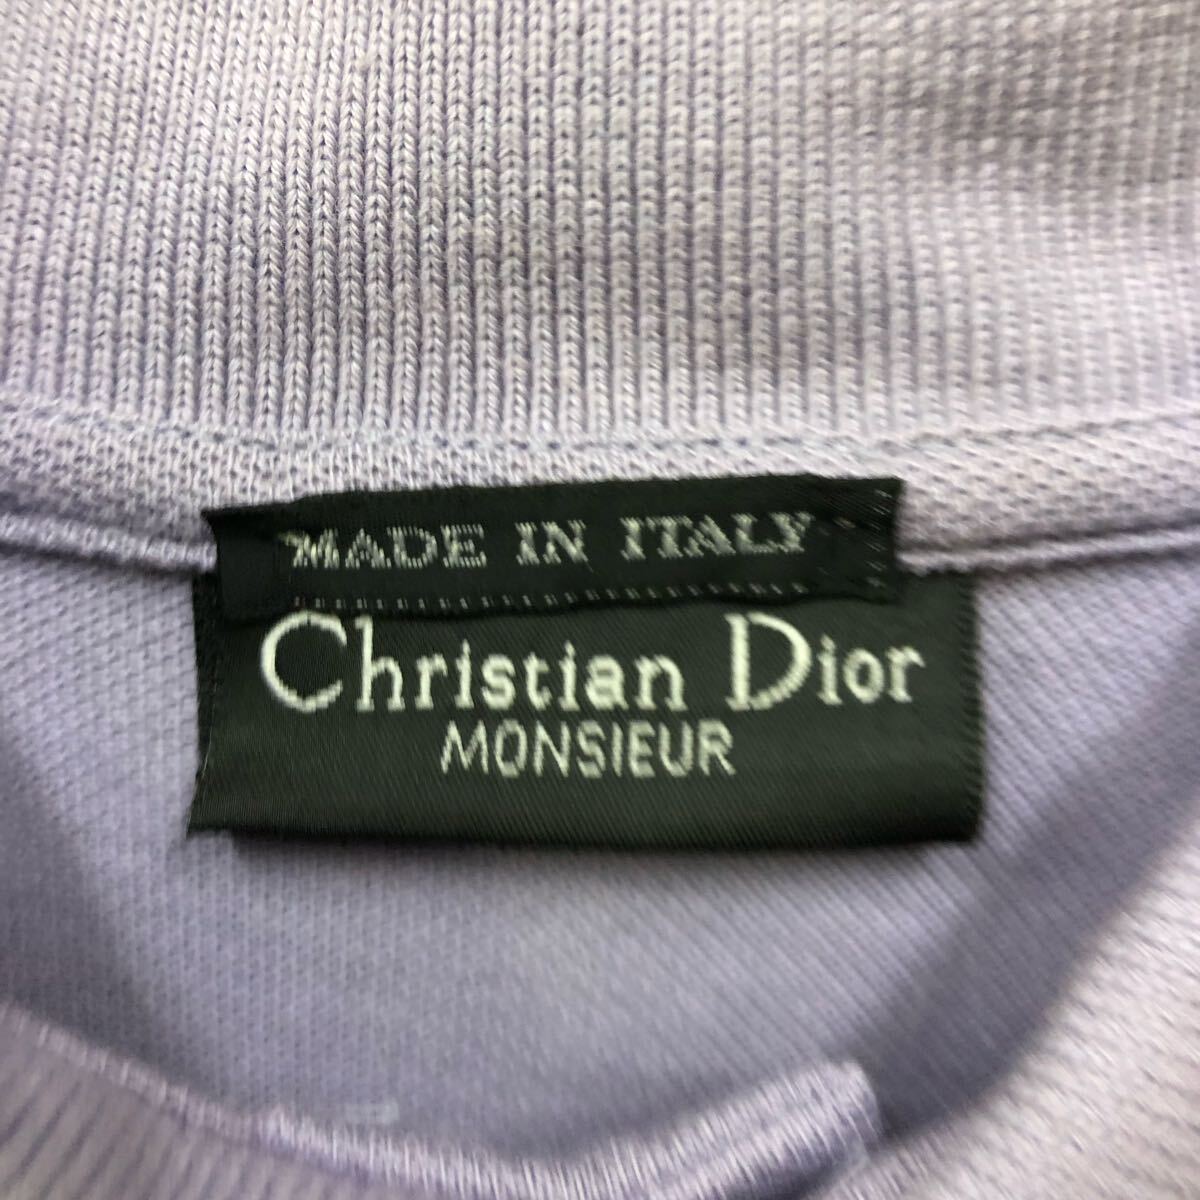 MADE IN ITALY
Christian Dior
MONSIEUR